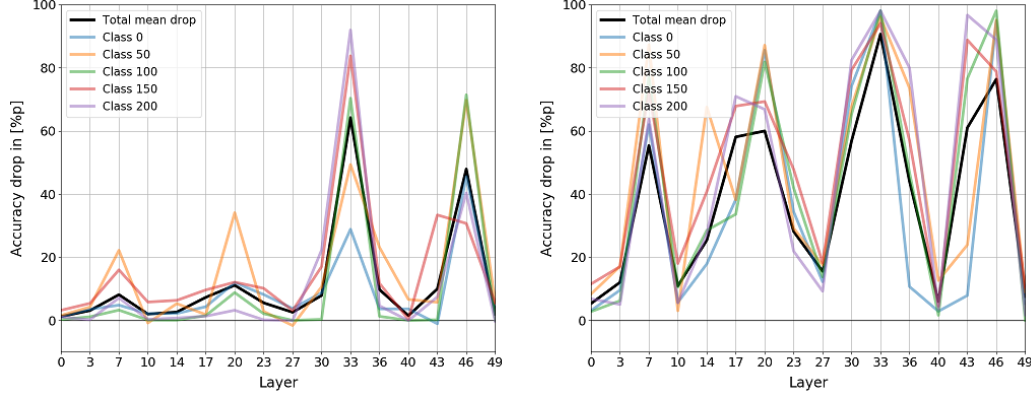 100
80
60
40
20
0
Accuracy drop in [%p]
Total mean drop
Class 0
Class 50
Class 100
Class 150
Class 200
0 3 7 10 14 17 20 23 27 30 33 36 40 43 46 49
Layer
100
80
60
40
20
0
Accuracy drop in [%p]
Total mean drop
Class 0
Class 50
Class 100
Class 150
Class 200
0 3 7 10 14 17 20 27 30 33 36 40 43 46 49
Layer